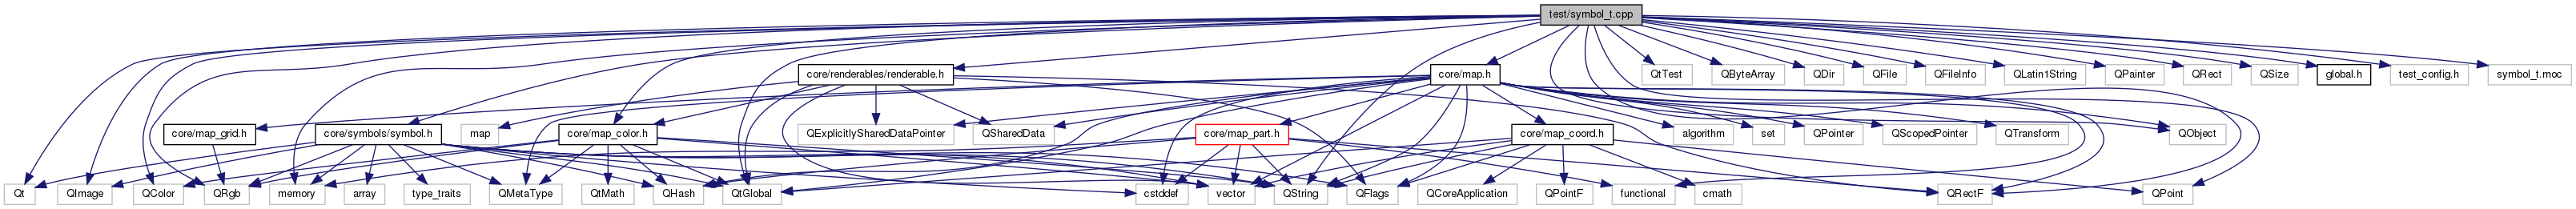 test/symbol_t.cpp
core/renderables/renderable.h
core/map.h
QtTest
QByteArray
QDir
QFile
QFileInfo
QLatin1String
QPainter
QRect
QSize
global.h
test_config.h
symbol_t.moc
core/map_grid.h
core/symbols/symbol.h
map
core/map_color.h
QExplicitlySharedDataPointer
QSharedData
core/map_part.h
core/map_coord.h
algorithm
set
QPointer
QScopedPointer
QTransform
QObject
Qt
QImage
QColor
QRgb
memory
array
type_traits
QMetaType
QtMath
QHash
QtGlobal
cstddef
vector
QString
QFlags
QCoreApplication
QPointF
functional
cmath
QRectF
QPoint